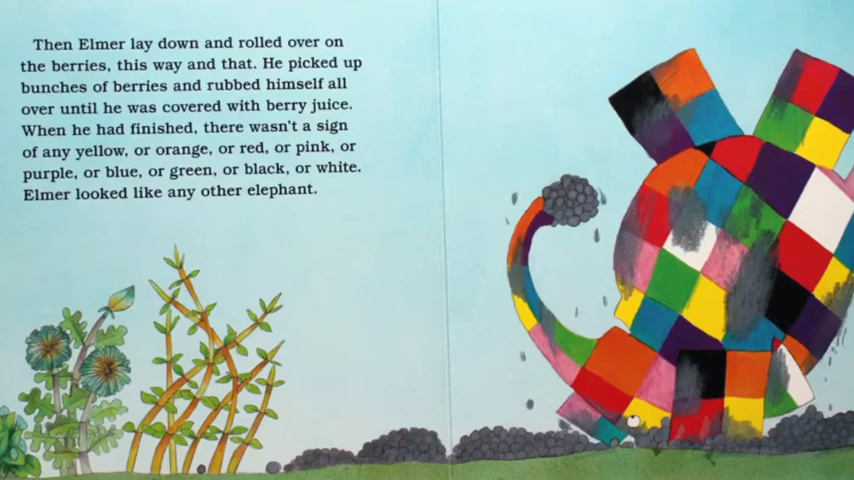 Then Elmer lay down and rolled over on
the berries, this way and that. He picked up
bunches of berries and rubbed himself all
over until he was covered with berry juice.
When he had finished, there wasn't a sign
of any yellow, or orange, or red, or pink, or
purple, or blue, or green, or black, or white.
Elmer looked like any other elephant.